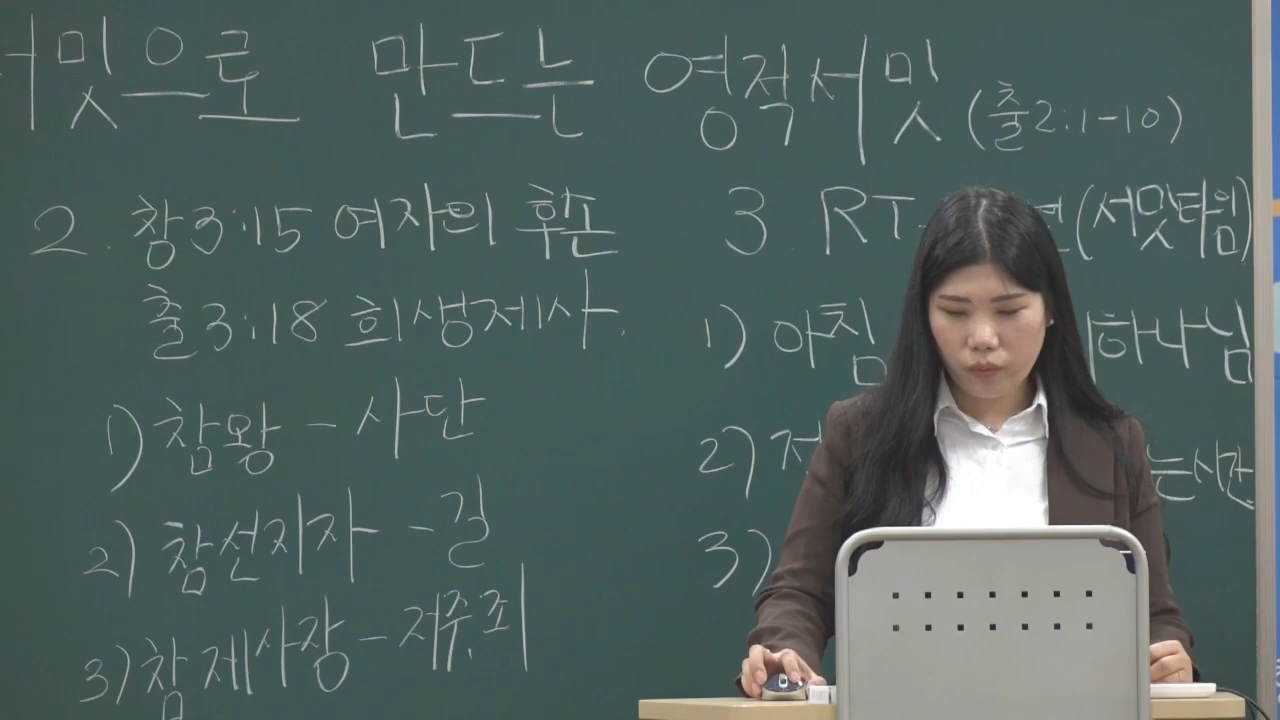 서밋으로 만드는 영적서밋 (출2:1-10)
2. 창3:15 여자의 후손
출3:18 희생제사.
1) 참왕 - 사단
2) 참선지자 - 길
3) 참제사장 - 저주, 죄
3. RT- (서밋타임)
1) 아침 하나님
2) 는시간
3)